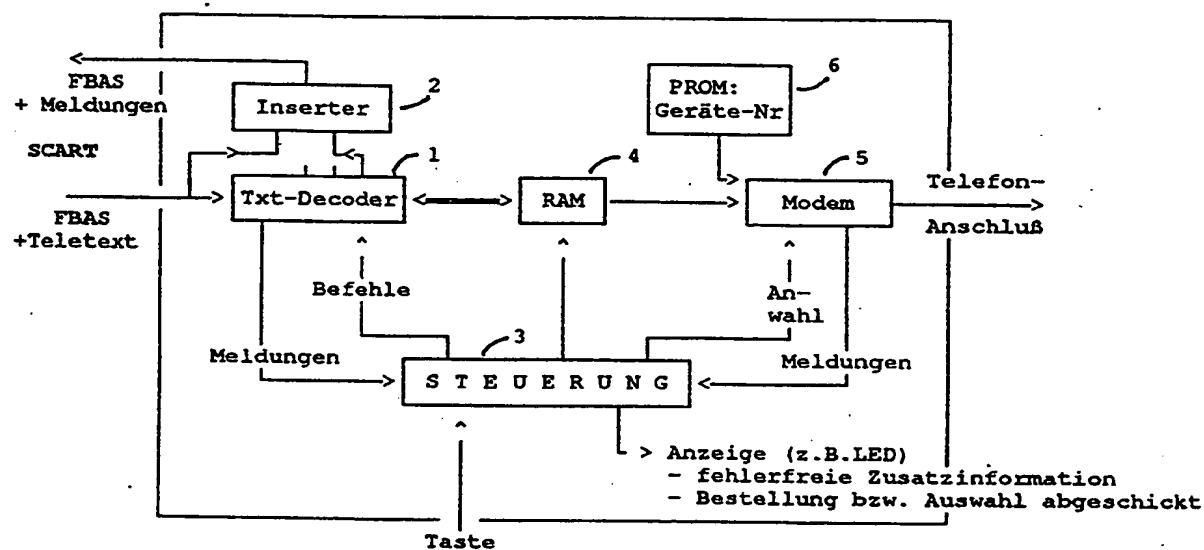 FBAS
+ Meldungen
SCART
FBAS
+Teletext
Inserter
2
PROM:
Geräte-Nr
6
Txt-Decoder
1
RAM
4
Modem
5
Telefon-
Anschluß
Befehle
An-
wahl
Meldungen
Meldungen
3
S T E U E R U N G
> Anzeige (z.B.LED)
- fehlerfreie Zusatzinformation
- Bestellung bzw. Auswahl abgeschickt
Taste